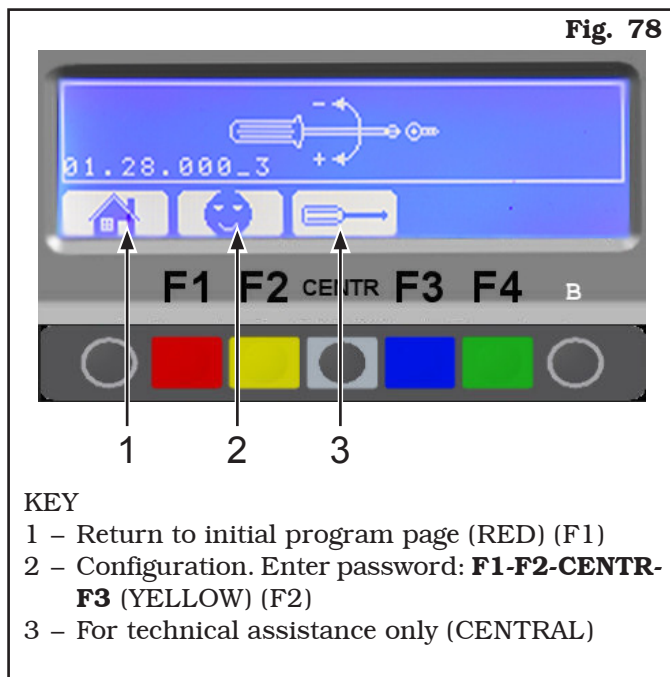 Fig. 78
- 
+
01.28.000_3
F1 F2 CENTR F3 F4 B
1 2 3
KEY
1 – Return to initial program page (RED) (F1)
2 – Configuration. Enter password: F1-F2-CENTR-
F3 (YELLOW) (F2)
3 – For technical assistance only (CENTRAL)